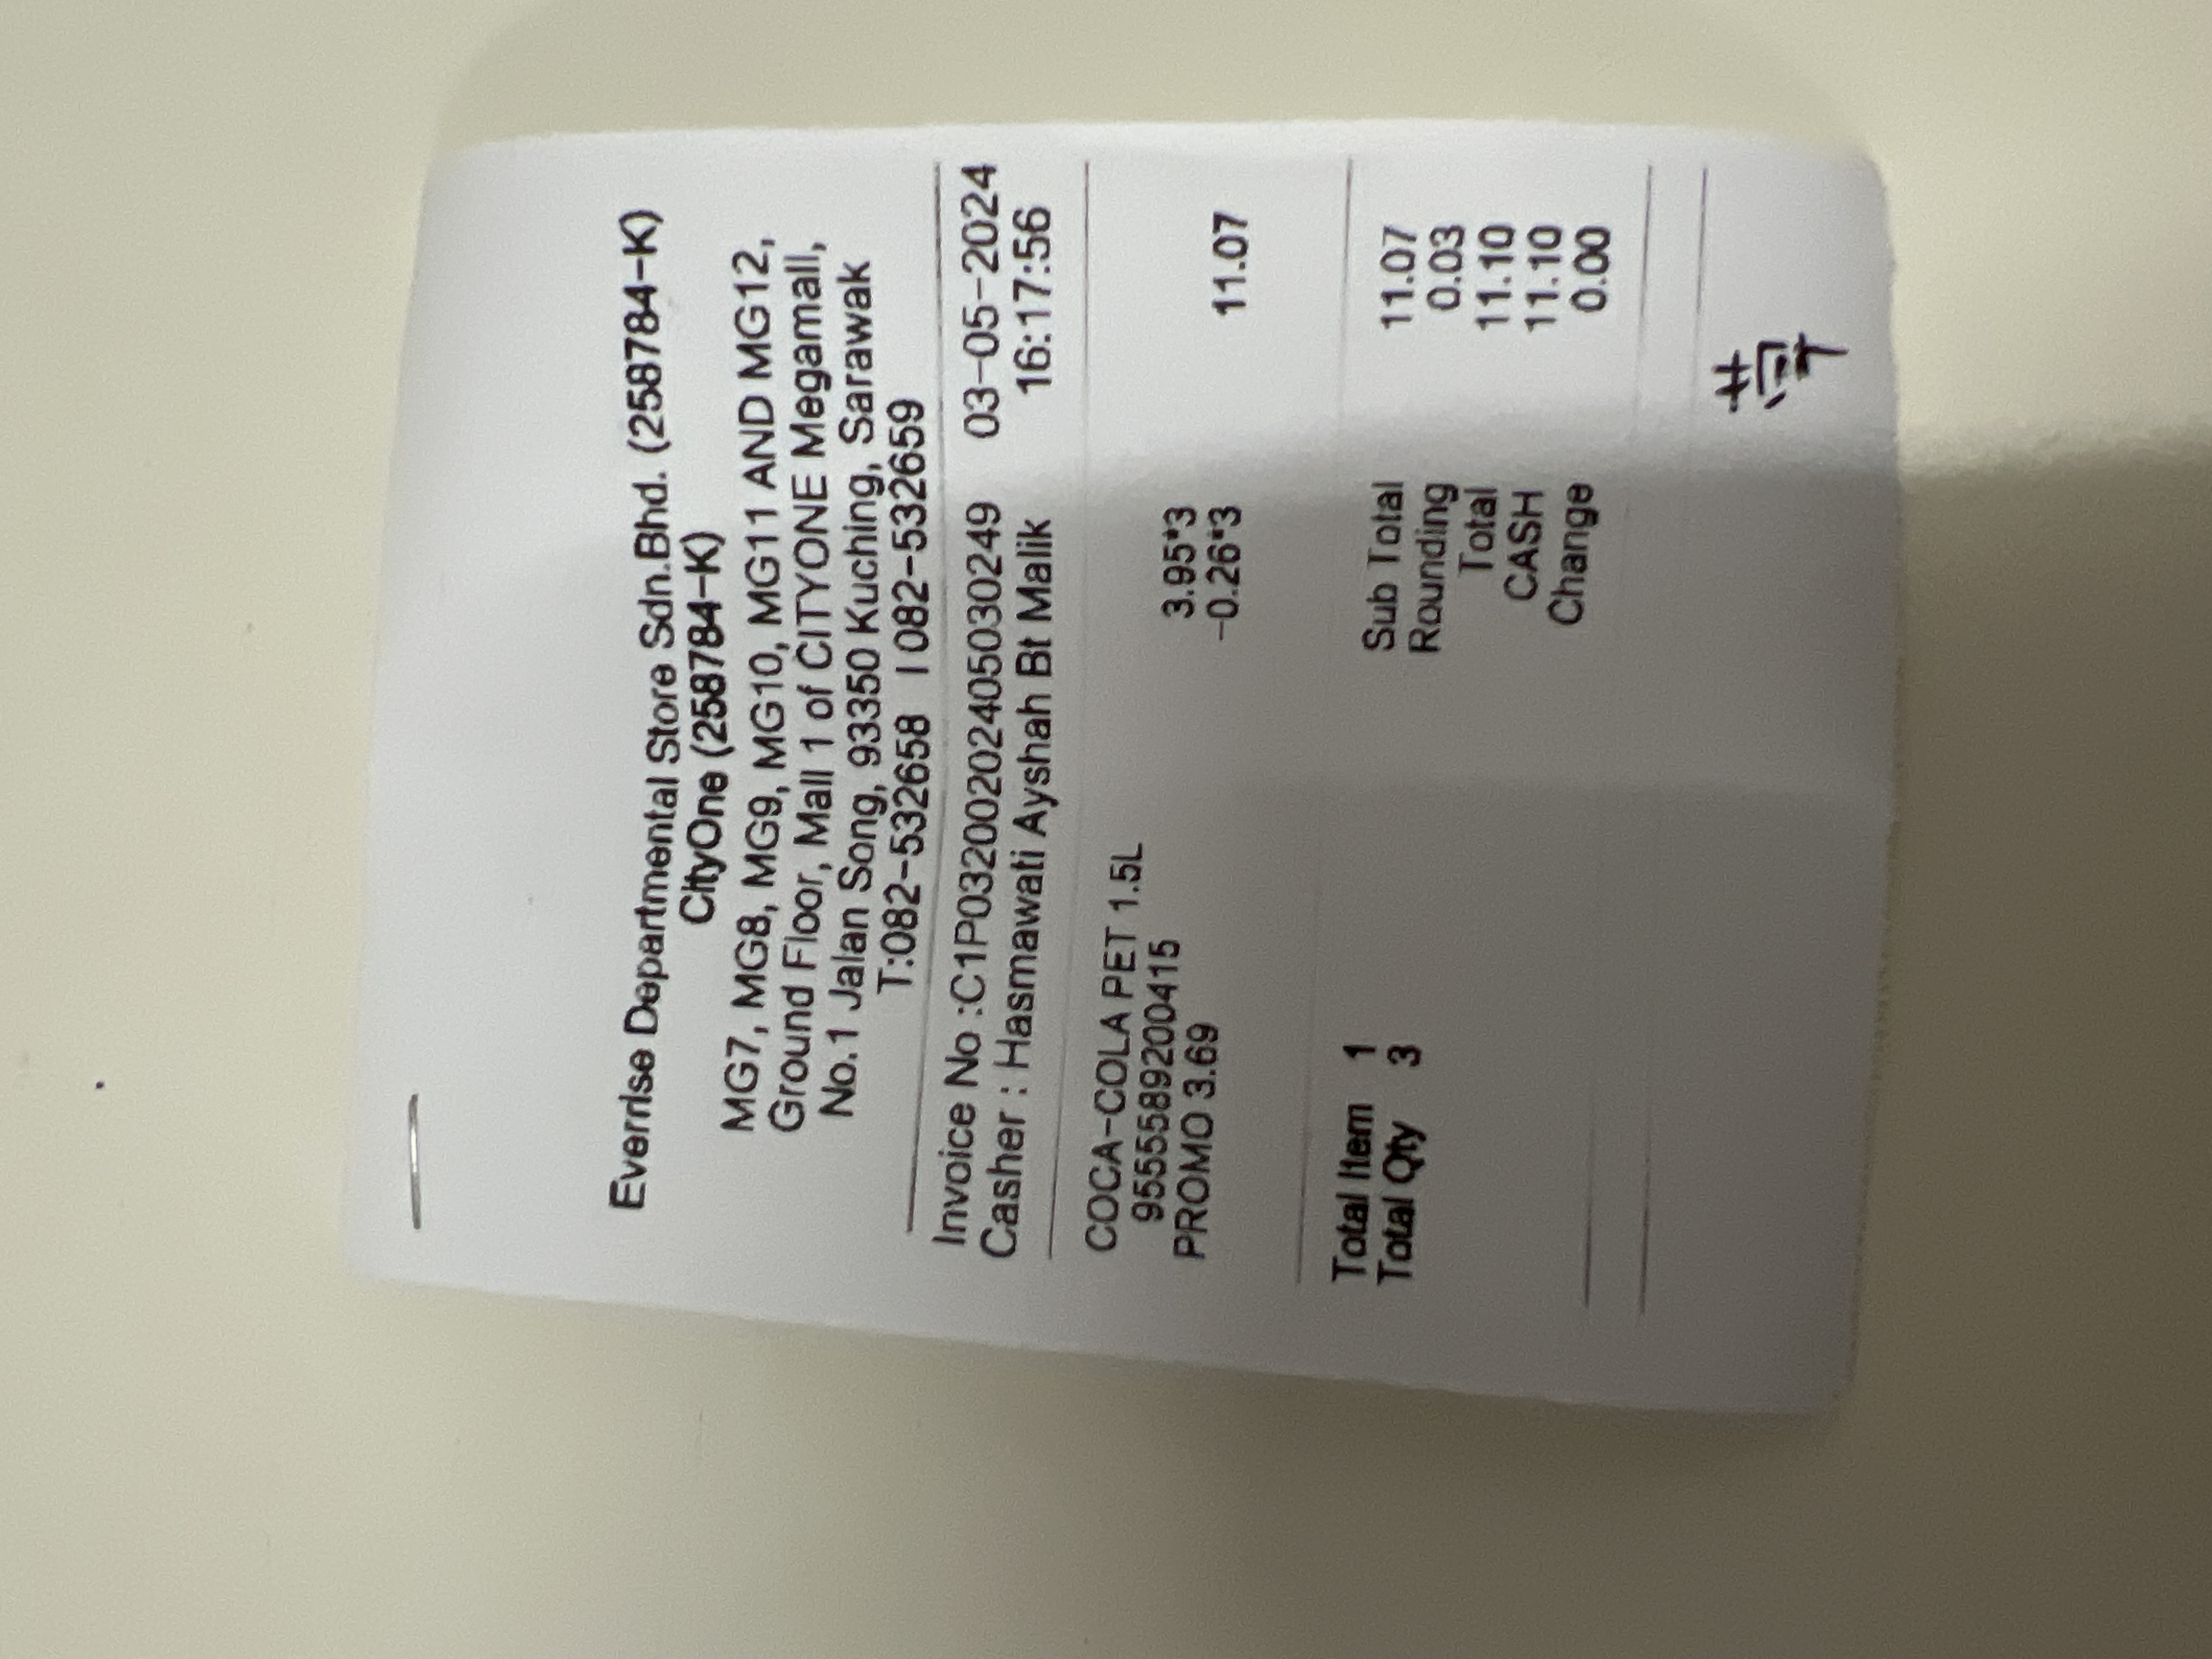 Everrise Departmental Store Sdn.Bhd. (258784-K)
CityOne (258784-K)
MG7, MG8, MG9, MG10, MG11 AND MG12,
Ground Floor, Mall 1 of CITYONE Megamall,
No.1 Jalan Song, 93350 Kuching, Sarawak
T:082-532658 | 082-532659
Invoice No :C1P03200202405030249 03-05-2024
Casher : Hasmawati Ayshah Bt Malik 16:17:56
COCA-COLA PET 1.5L
9555589200415 3.95*3
PROMO 3.69 -0.26*3 11.07
Total Item 1
Total Qty 3
Sub Total 11.07
Rounding 0.03
Total 11.10
CASH 11.10
Change 0.00